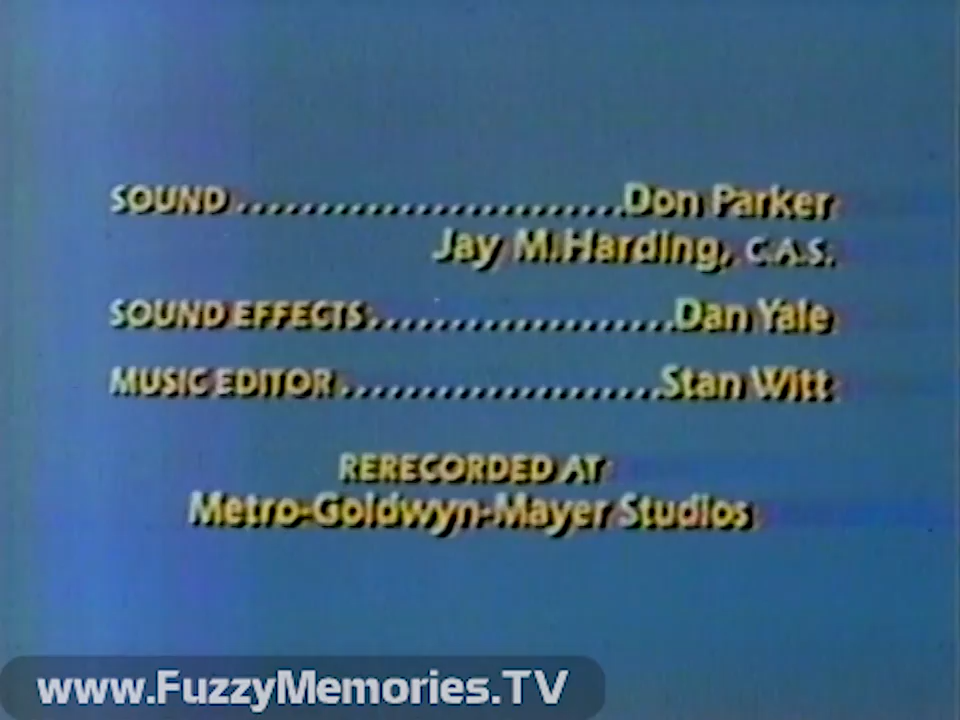 SOUND.........................Don Parker
Jay M. Harding, C.A.S.
SOUND EFFECTS....................Dan Yale
MUSIC EDITOR.....................Stan Witt
RERECORDED AT
Metro-Goldwyn-Mayer Studios
www.FuzzyMemories.TV